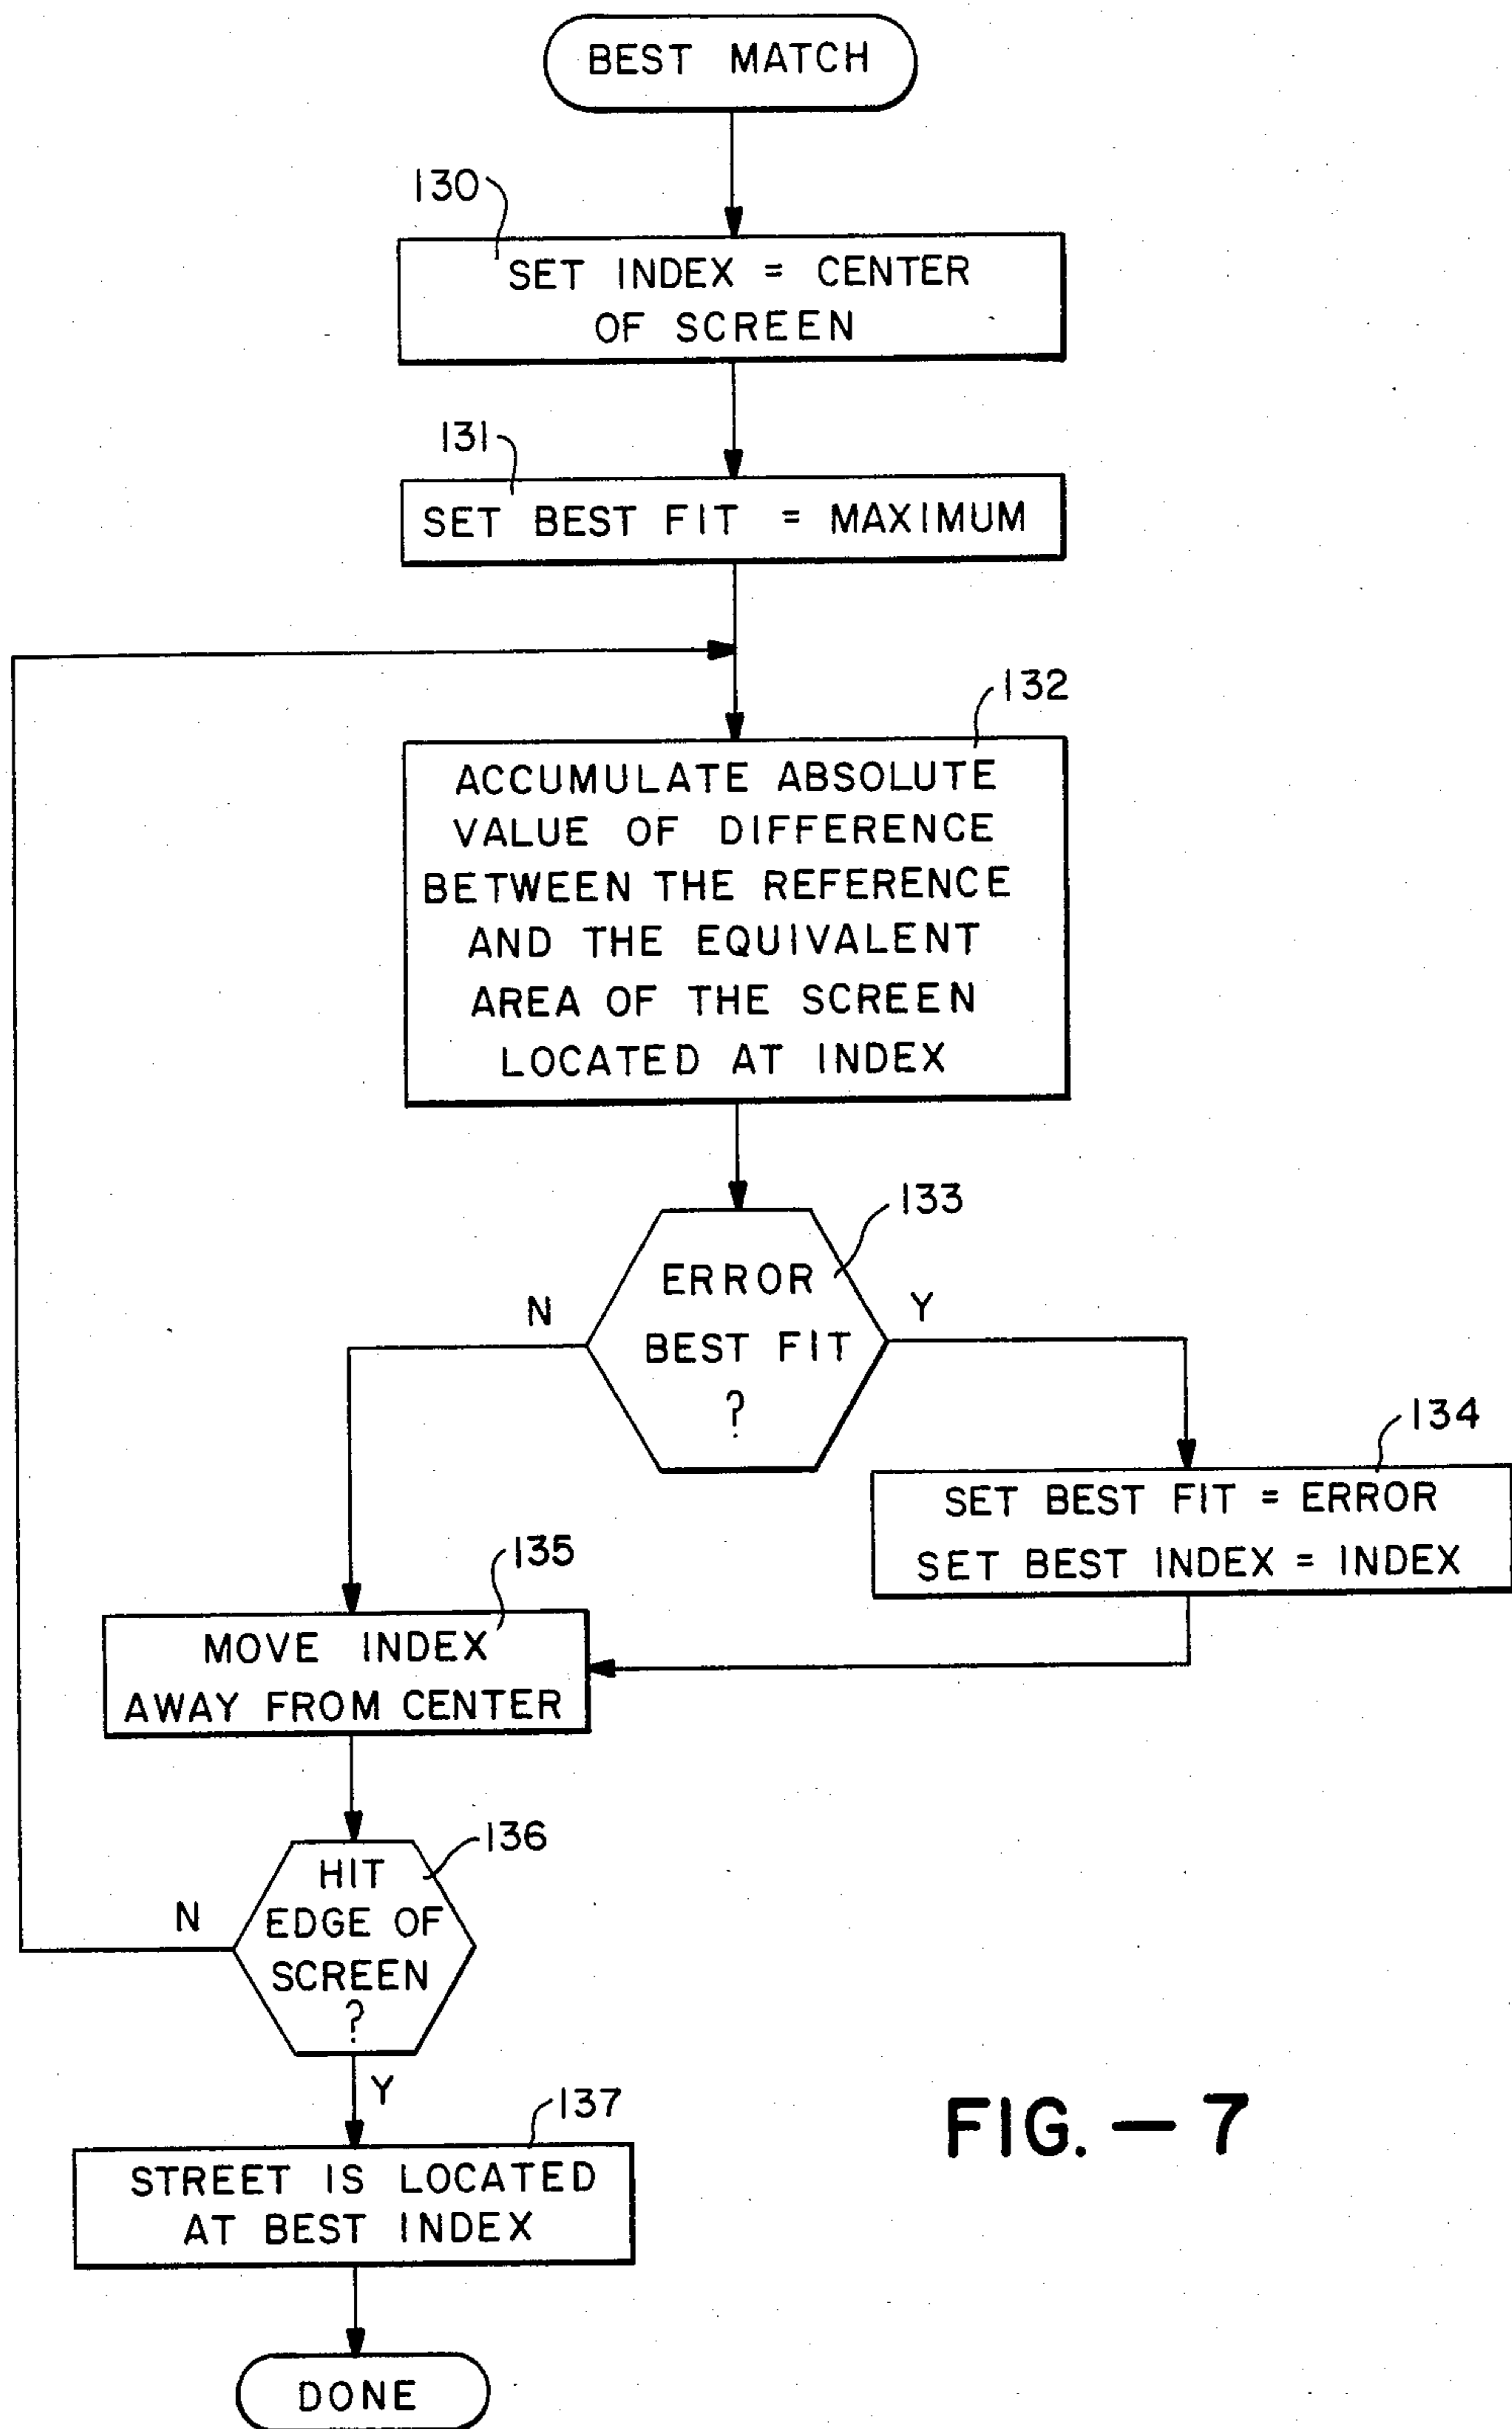 BEST MATCH
130
SET INDEX = CENTER
OF SCREEN
131
SET BEST FIT = MAXIMUM
132
ACCUMULATE ABSOLUTE
VALUE OF DIFFERENCE
BETWEEN THE REFERENCE
AND THE EQUIVALENT
AREA OF THE SCREEN
LOCATED AT INDEX
133
ERROR
BEST FIT
?
N
Y
134
SET BEST FIT = ERROR
SET BEST INDEX = INDEX
135
MOVE INDEX
AWAY FROM CENTER
136
HIT
EDGE OF
SCREEN
?
N
Y
137
STREET IS LOCATED
AT BEST INDEX
DONE
FIG. — 7